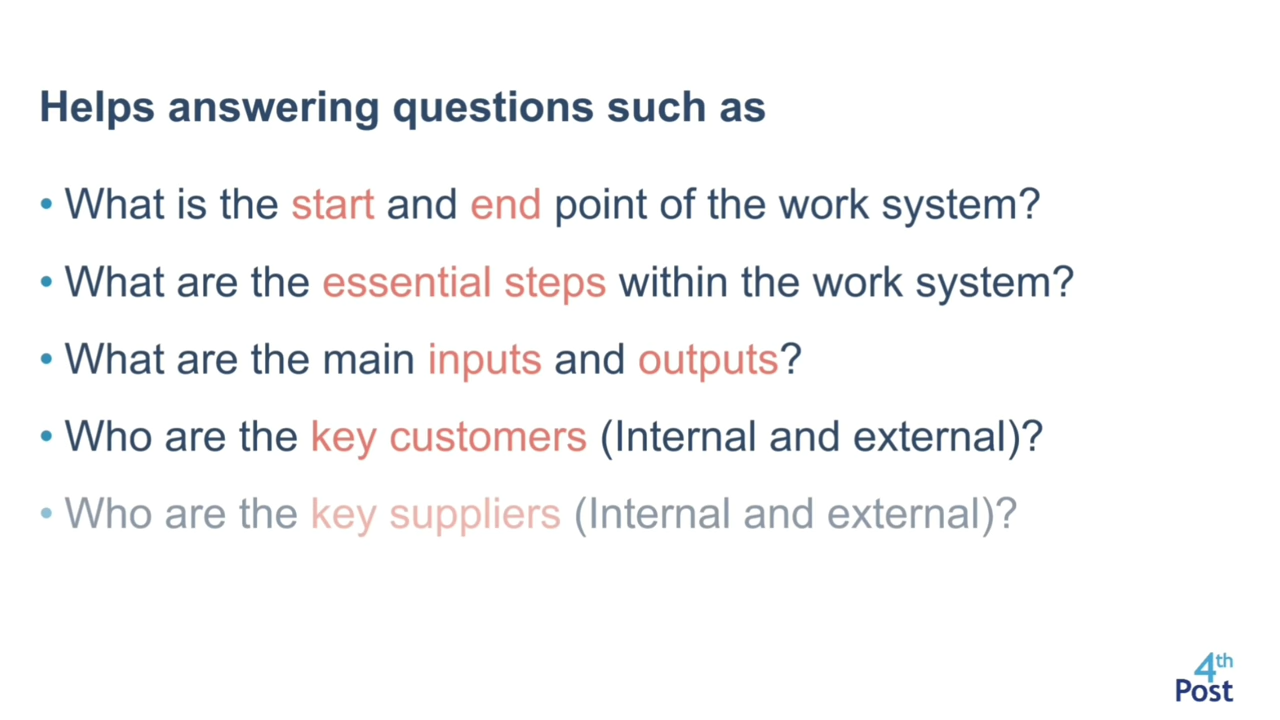 Helps answering questions such as
• What is the start and end point of the work system?
• What are the essential steps within the work system?
• What are the main inputs and outputs?
• Who are the key customers (Internal and external)?
• Who are the key suppliers (Internal and external)?
4th
Post